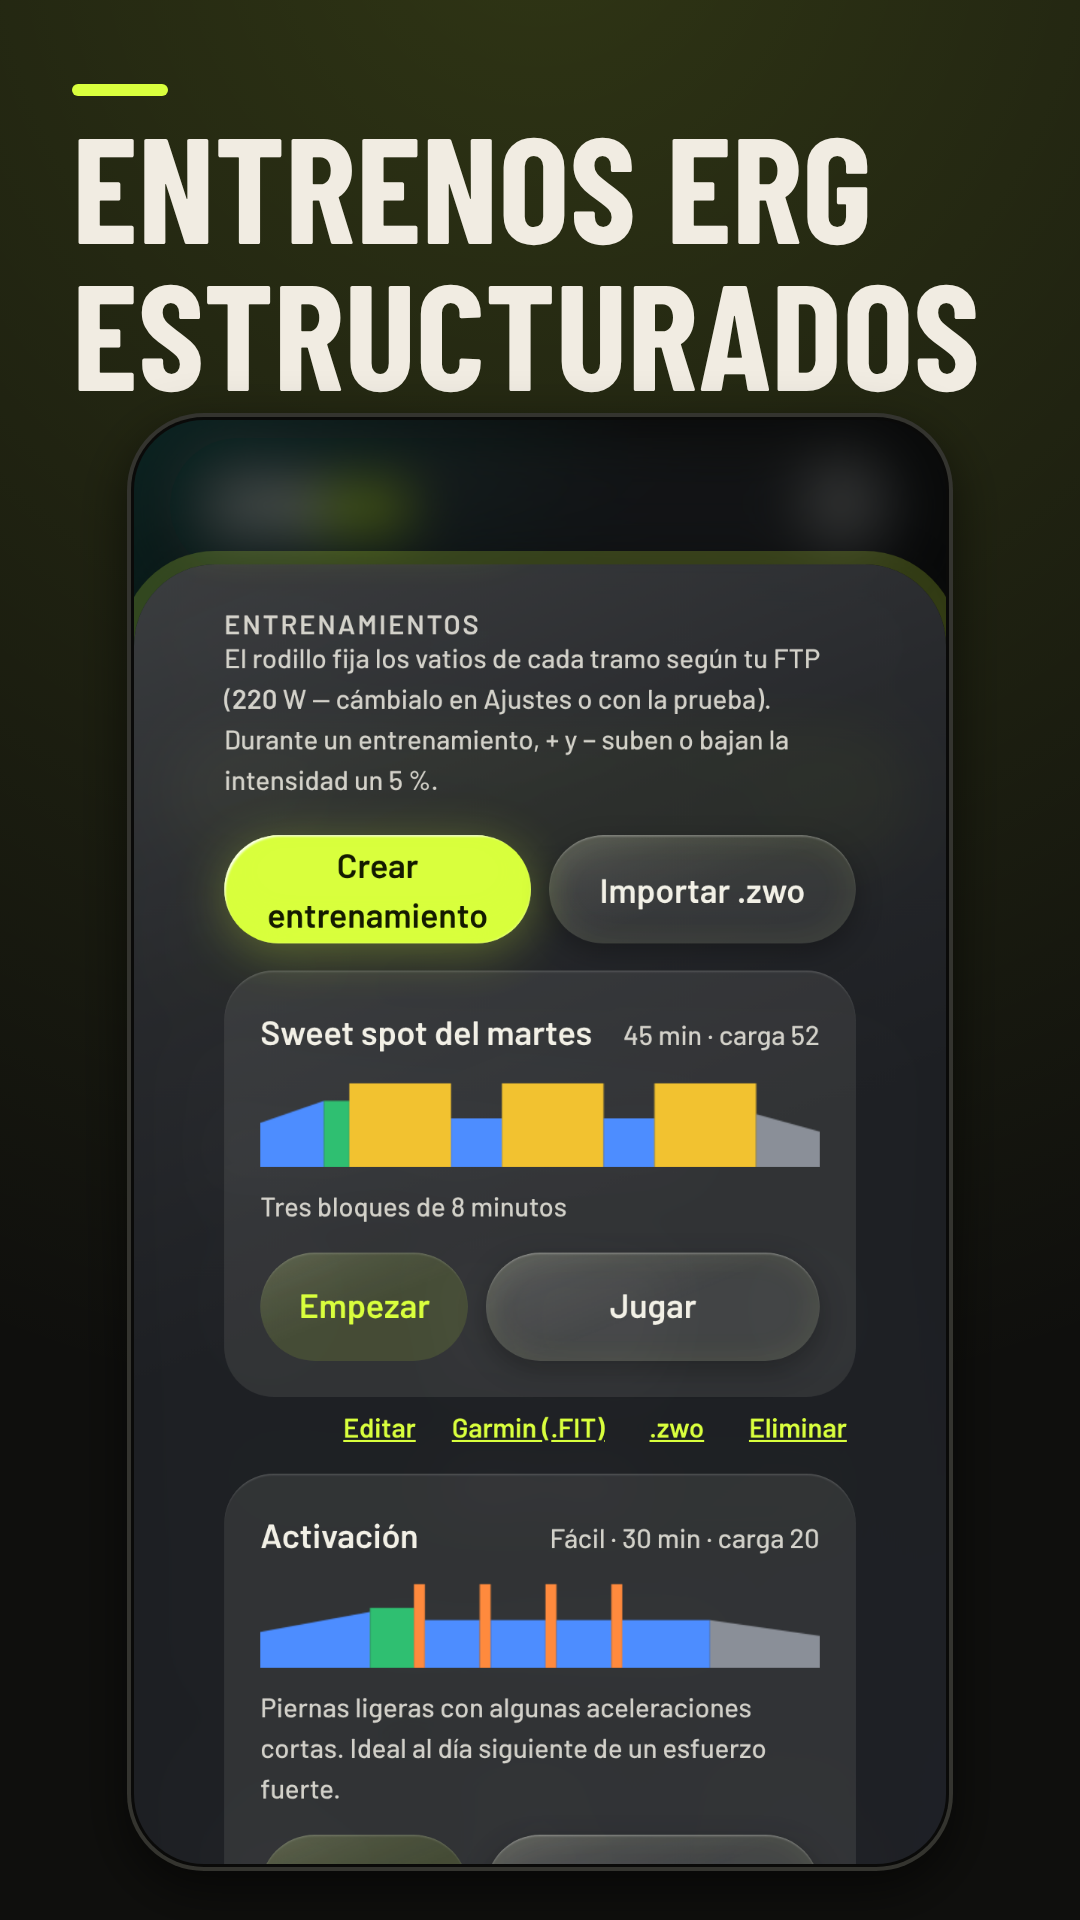 ENTRENOS ERG
ESTRUCTURADOS
ENTRENAMIENTOS
El rodillo fija los vatios de cada tramo según tu FTP
(220 W — cámbialo en Ajustes o con la prueba).
Durante un entrenamiento, + y − suben o bajan la
intensidad un 5 %.
Crear
entrenamiento
Importar .zwo
Sweet spot del martes 45 min · carga 52
Tres bloques de 8 minutos
Empezar Jugar
Editar Garmin (.FIT) .zwo Eliminar
Activación Fácil · 30 min · carga 20
Piernas ligeras con algunas aceleraciones
cortas. Ideal al día siguiente de un esfuerzo
fuerte.